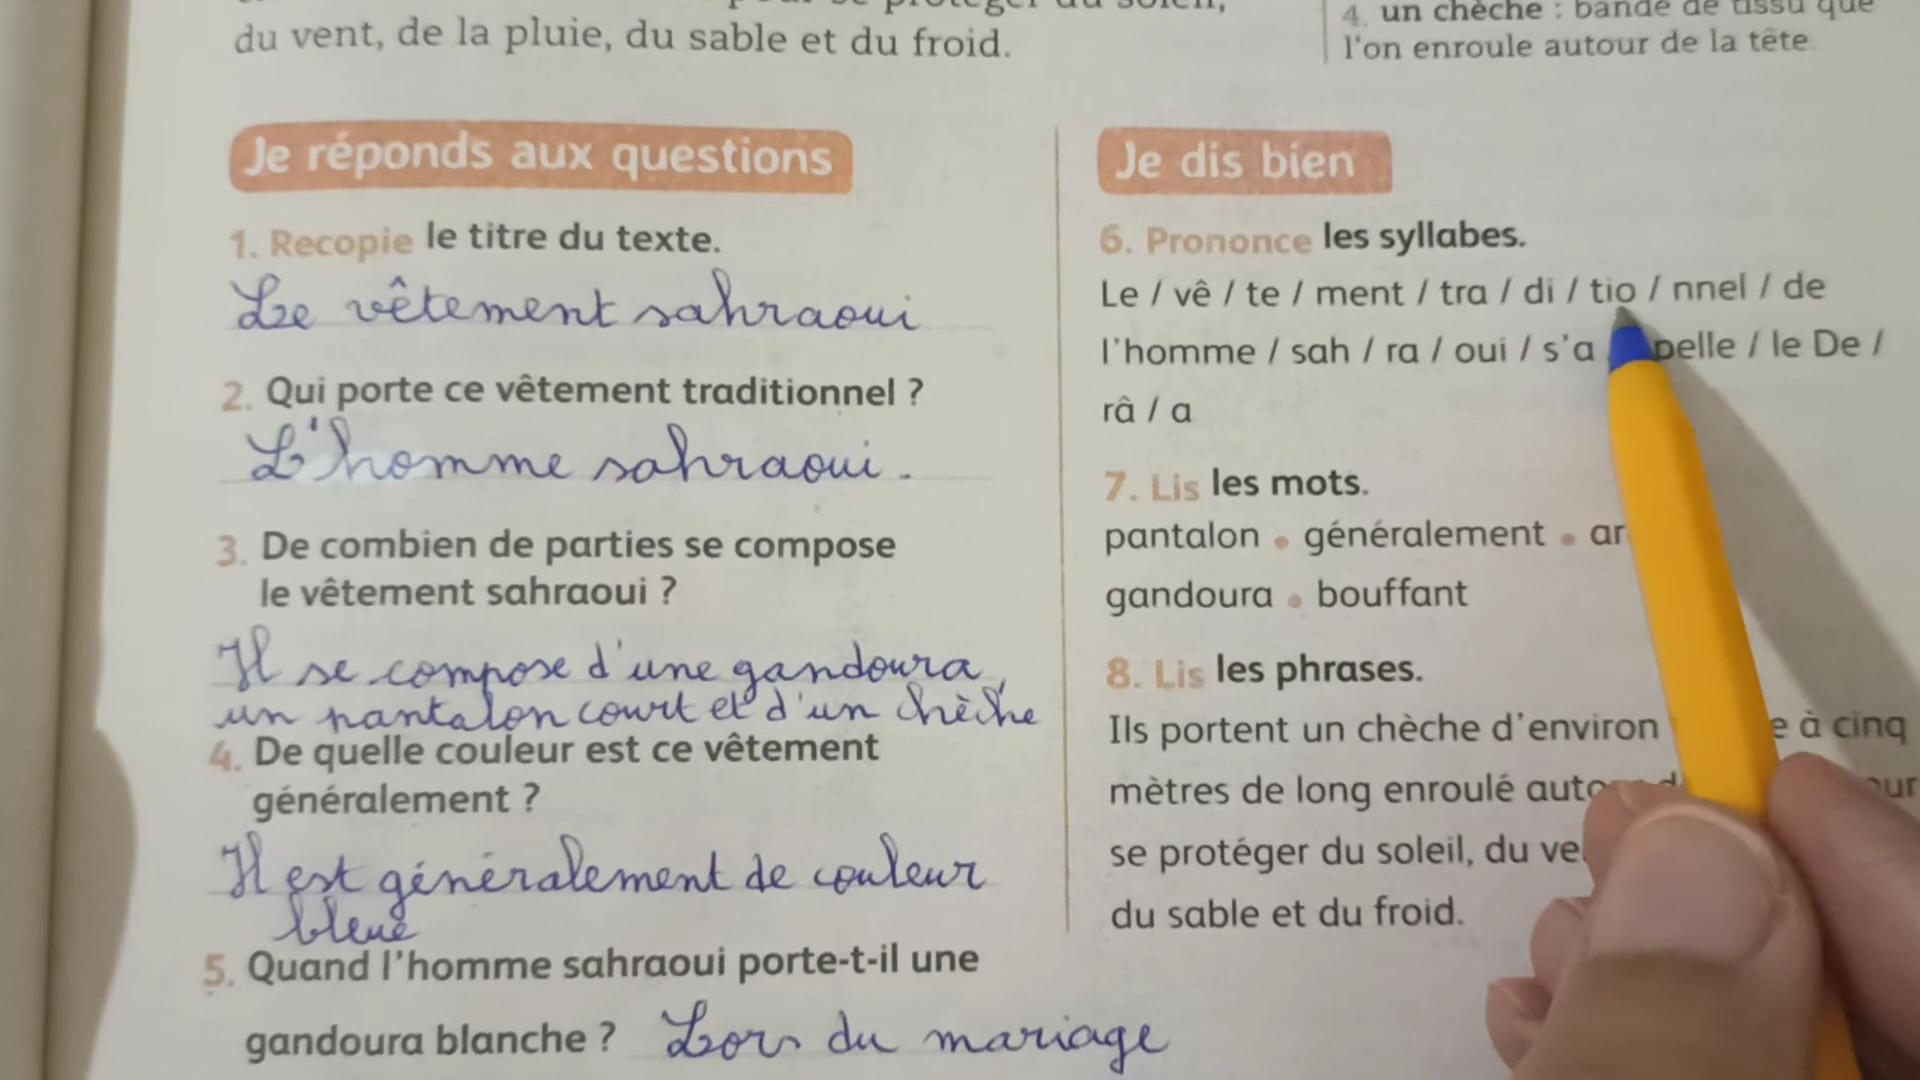 du vent, de la pluie, du sable et du froid.
4. un chèche : bande de tissu que
l'on enroule autour de la tête
Je réponds aux questions
1. Recopie le titre du texte.
Le vêtement sahraoui
2. Qui porte ce vêtement traditionnel ?
L'homme sahraoui.
3. De combien de parties se compose
le vêtement sahraoui ?
Il se compose d'une gandoura,
un pantalon court et d'un chèche
4. De quelle couleur est ce vêtement
généralement ?
Il est généralement de couleur
bleue
5. Quand l'homme sahraoui porte-t-il une
gandoura blanche ? Lors du mariage
Je dis bien
6. Prononce les syllabes.
Le / vê / te / ment / tra / di / tio / nnel / de
l'homme / sah / ra / oui / s'a pelle / le De /
râ / a
7. Lis les mots.
pantalon • généralement •
gandoura • bouffant
8. Lis les phrases.
Ils portent un chèche d'environ à cinq
mètres de long enroulé
se protéger du soleil, du
du sable et du froid.